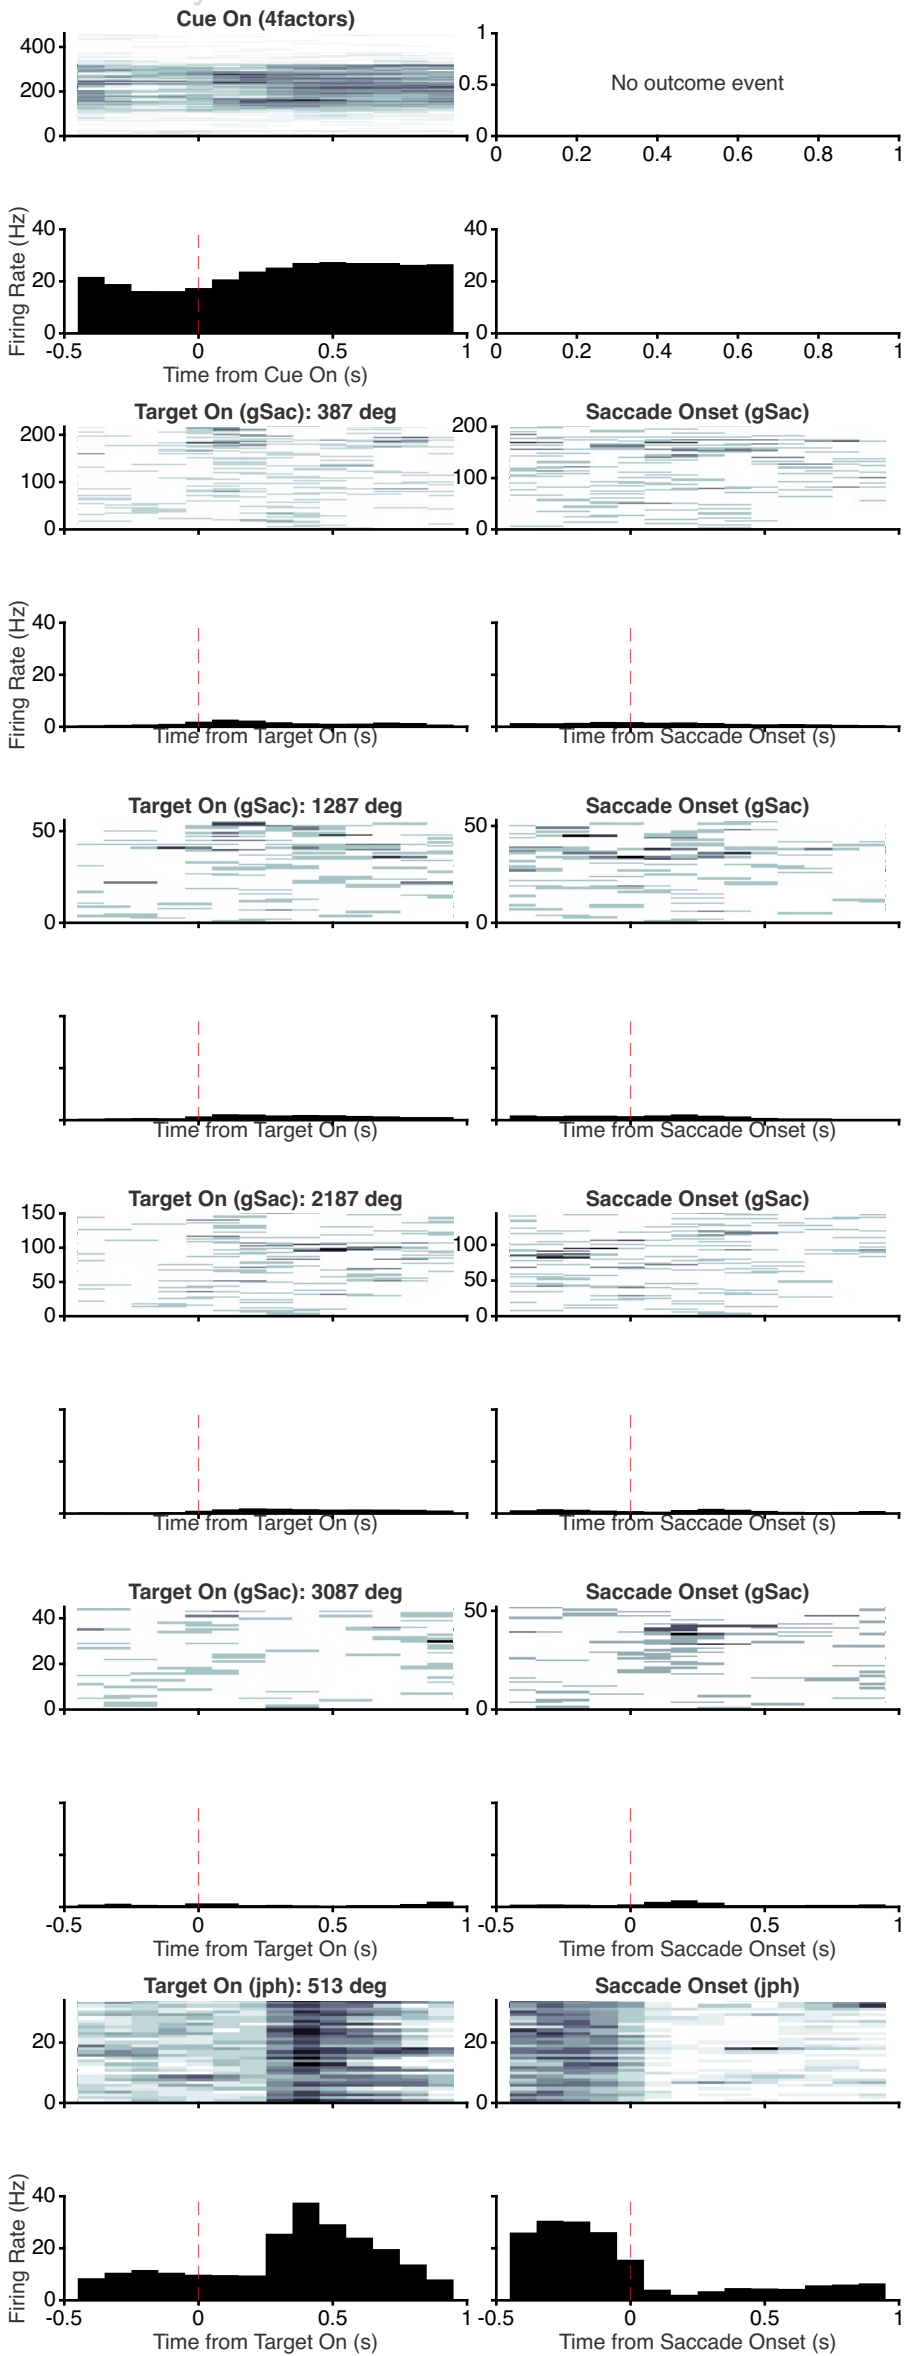 Cue On (4factors)
400
200
0
1
0.5
0
No outcome event
0 0.2 0.4 0.6 0.8 1
Firing Rate (Hz)
40
20
0
-0.5 0 0.5 1
Time from Cue On (s)
40
20
0
0 0.2 0.4 0.6 0.8 1
Target On (gSac): 387 deg
200
100
0
Saccade Onset (gSac)
200
100
0
Firing Rate (Hz)
40
20
0
Time from Target On (s)
40
20
0
Time from Saccade Onset (s)
Target On (gSac): 1287 deg
50
0
Saccade Onset (gSac)
50
0
Time from Target On (s)
Time from Saccade Onset (s)
Target On (gSac): 2187 deg
150
100
50
0
Saccade Onset (gSac)
100
50
0
Time from Target On (s)
Time from Saccade Onset (s)
Target On (gSac): 3087 deg
40
20
0
Saccade Onset (gSac)
50
0
-0.5 0 0.5 1
Time from Target On (s)
-0.5 0 0.5 1
Time from Saccade Onset (s)
Target On (jph): 513 deg
20
0
Saccade Onset (jph)
20
0
Firing Rate (Hz)
40
20
0
-0.5 0 0.5 1
Time from Target On (s)
-0.5 0 0.5 1
Time from Saccade Onset (s)